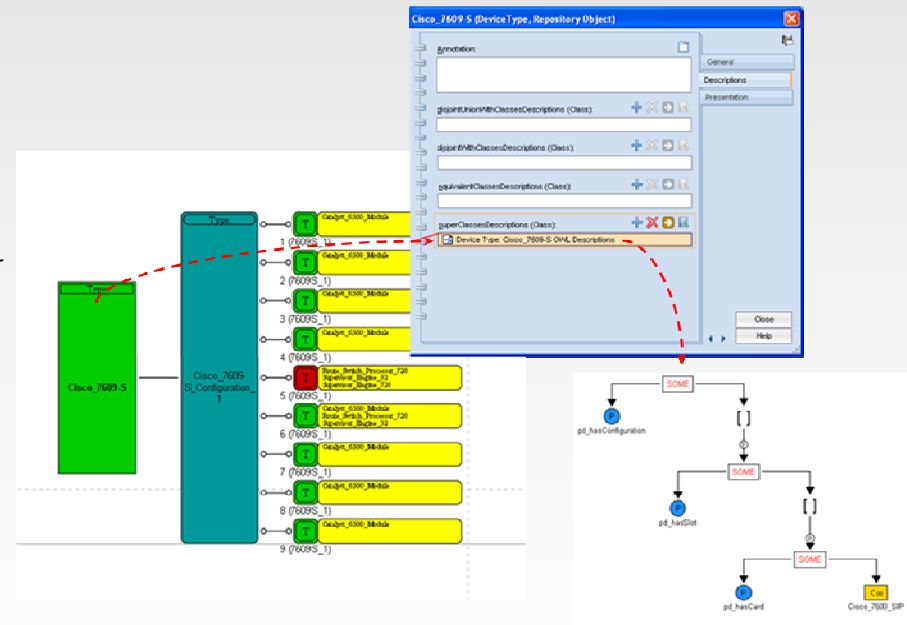 Cisco_7609-S (DeviceType, Repository Object)
Annotation:
disjointUnionWithClassesDescriptions (Class):
disjointWithClassesDescriptions (Class):
equivalentClassesDescriptions (Class):
superClassesDescriptions (Class):
Device Type: Cisco_7609-S OWL Descriptions
General
Descriptions
Presentation
Close
Help
Type
Cisco_7609-S
Type
Cisco_7609-
S_Configuration_
1
T
Catalyst_6500_Module
1 (7609S_1)
T
Catalyst_6500_Module
2 (7609S_1)
T
Catalyst_6500_Module
3 (7609S_1)
T
Catalyst_6500_Module
4 (7609S_1)
T
Route_Switch_Processor_720
Supervisor_Engine_32
Supervisor_Engine_720
5 (7609S_1)
T
Catalyst_6500_Module
Route_Switch_Processor_720
Supervisor_Engine_32
6 (7609S_1)
T
Catalyst_6500_Module
7 (7609S_1)
T
Catalyst_6500_Module
8 (7609S_1)
T
Catalyst_6500_Module
9 (7609S_1)
SOME
P
pd_hasConfiguration
[ ]
SOME
P
pd_hasSlot
[ ]
SOME
P
pd_hasCard
Coo
Cisco_7600_SIP